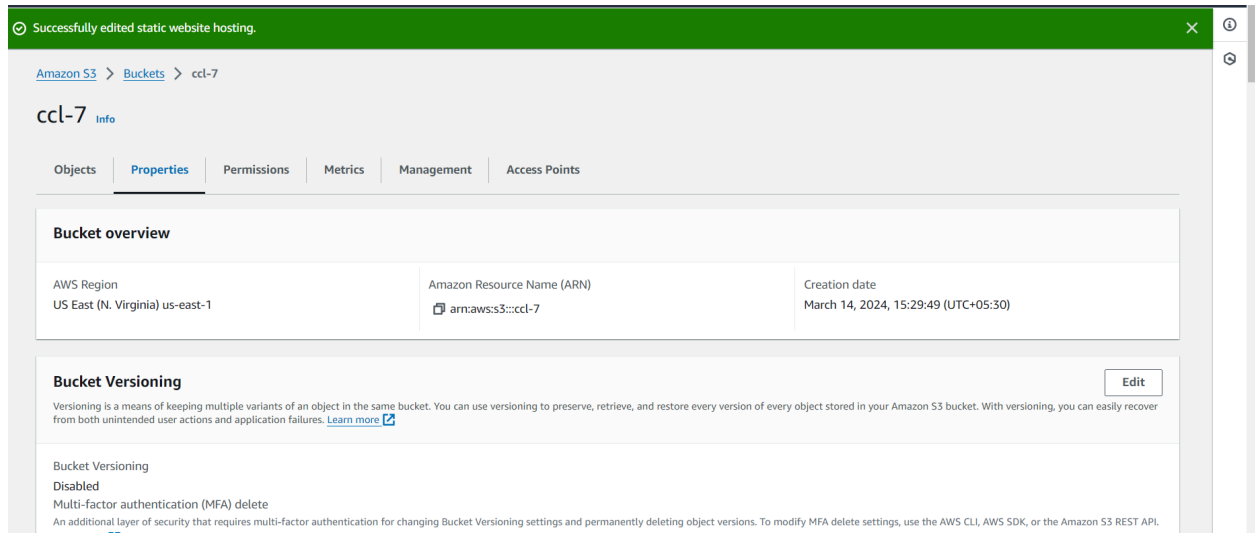 Successfully edited static website hosting.
Amazon S3 > Buckets > ccl-7
ccl-7 Info
Objects Properties Permissions Metrics Management Access Points
Bucket overview
AWS Region
US East (N. Virginia) us-east-1
Amazon Resource Name (ARN)
arn:aws:s3:::ccl-7
Creation date
March 14, 2024, 15:29:49 (UTC+05:30)
Bucket Versioning
Edit
Versioning is a means of keeping multiple variants of an object in the same bucket. You can use versioning to preserve, retrieve, and restore every version of every object stored in your Amazon S3 bucket. With versioning, you can easily recover
from both unintended user actions and application failures. Learn more
Bucket Versioning
Disabled
Multi-factor authentication (MFA) delete
An additional layer of security that requires multi-factor authentication for changing Bucket Versioning settings and permanently deleting object versions. To modify MFA delete settings, use the AWS CLI, AWS SDK, or the Amazon S3 REST API.